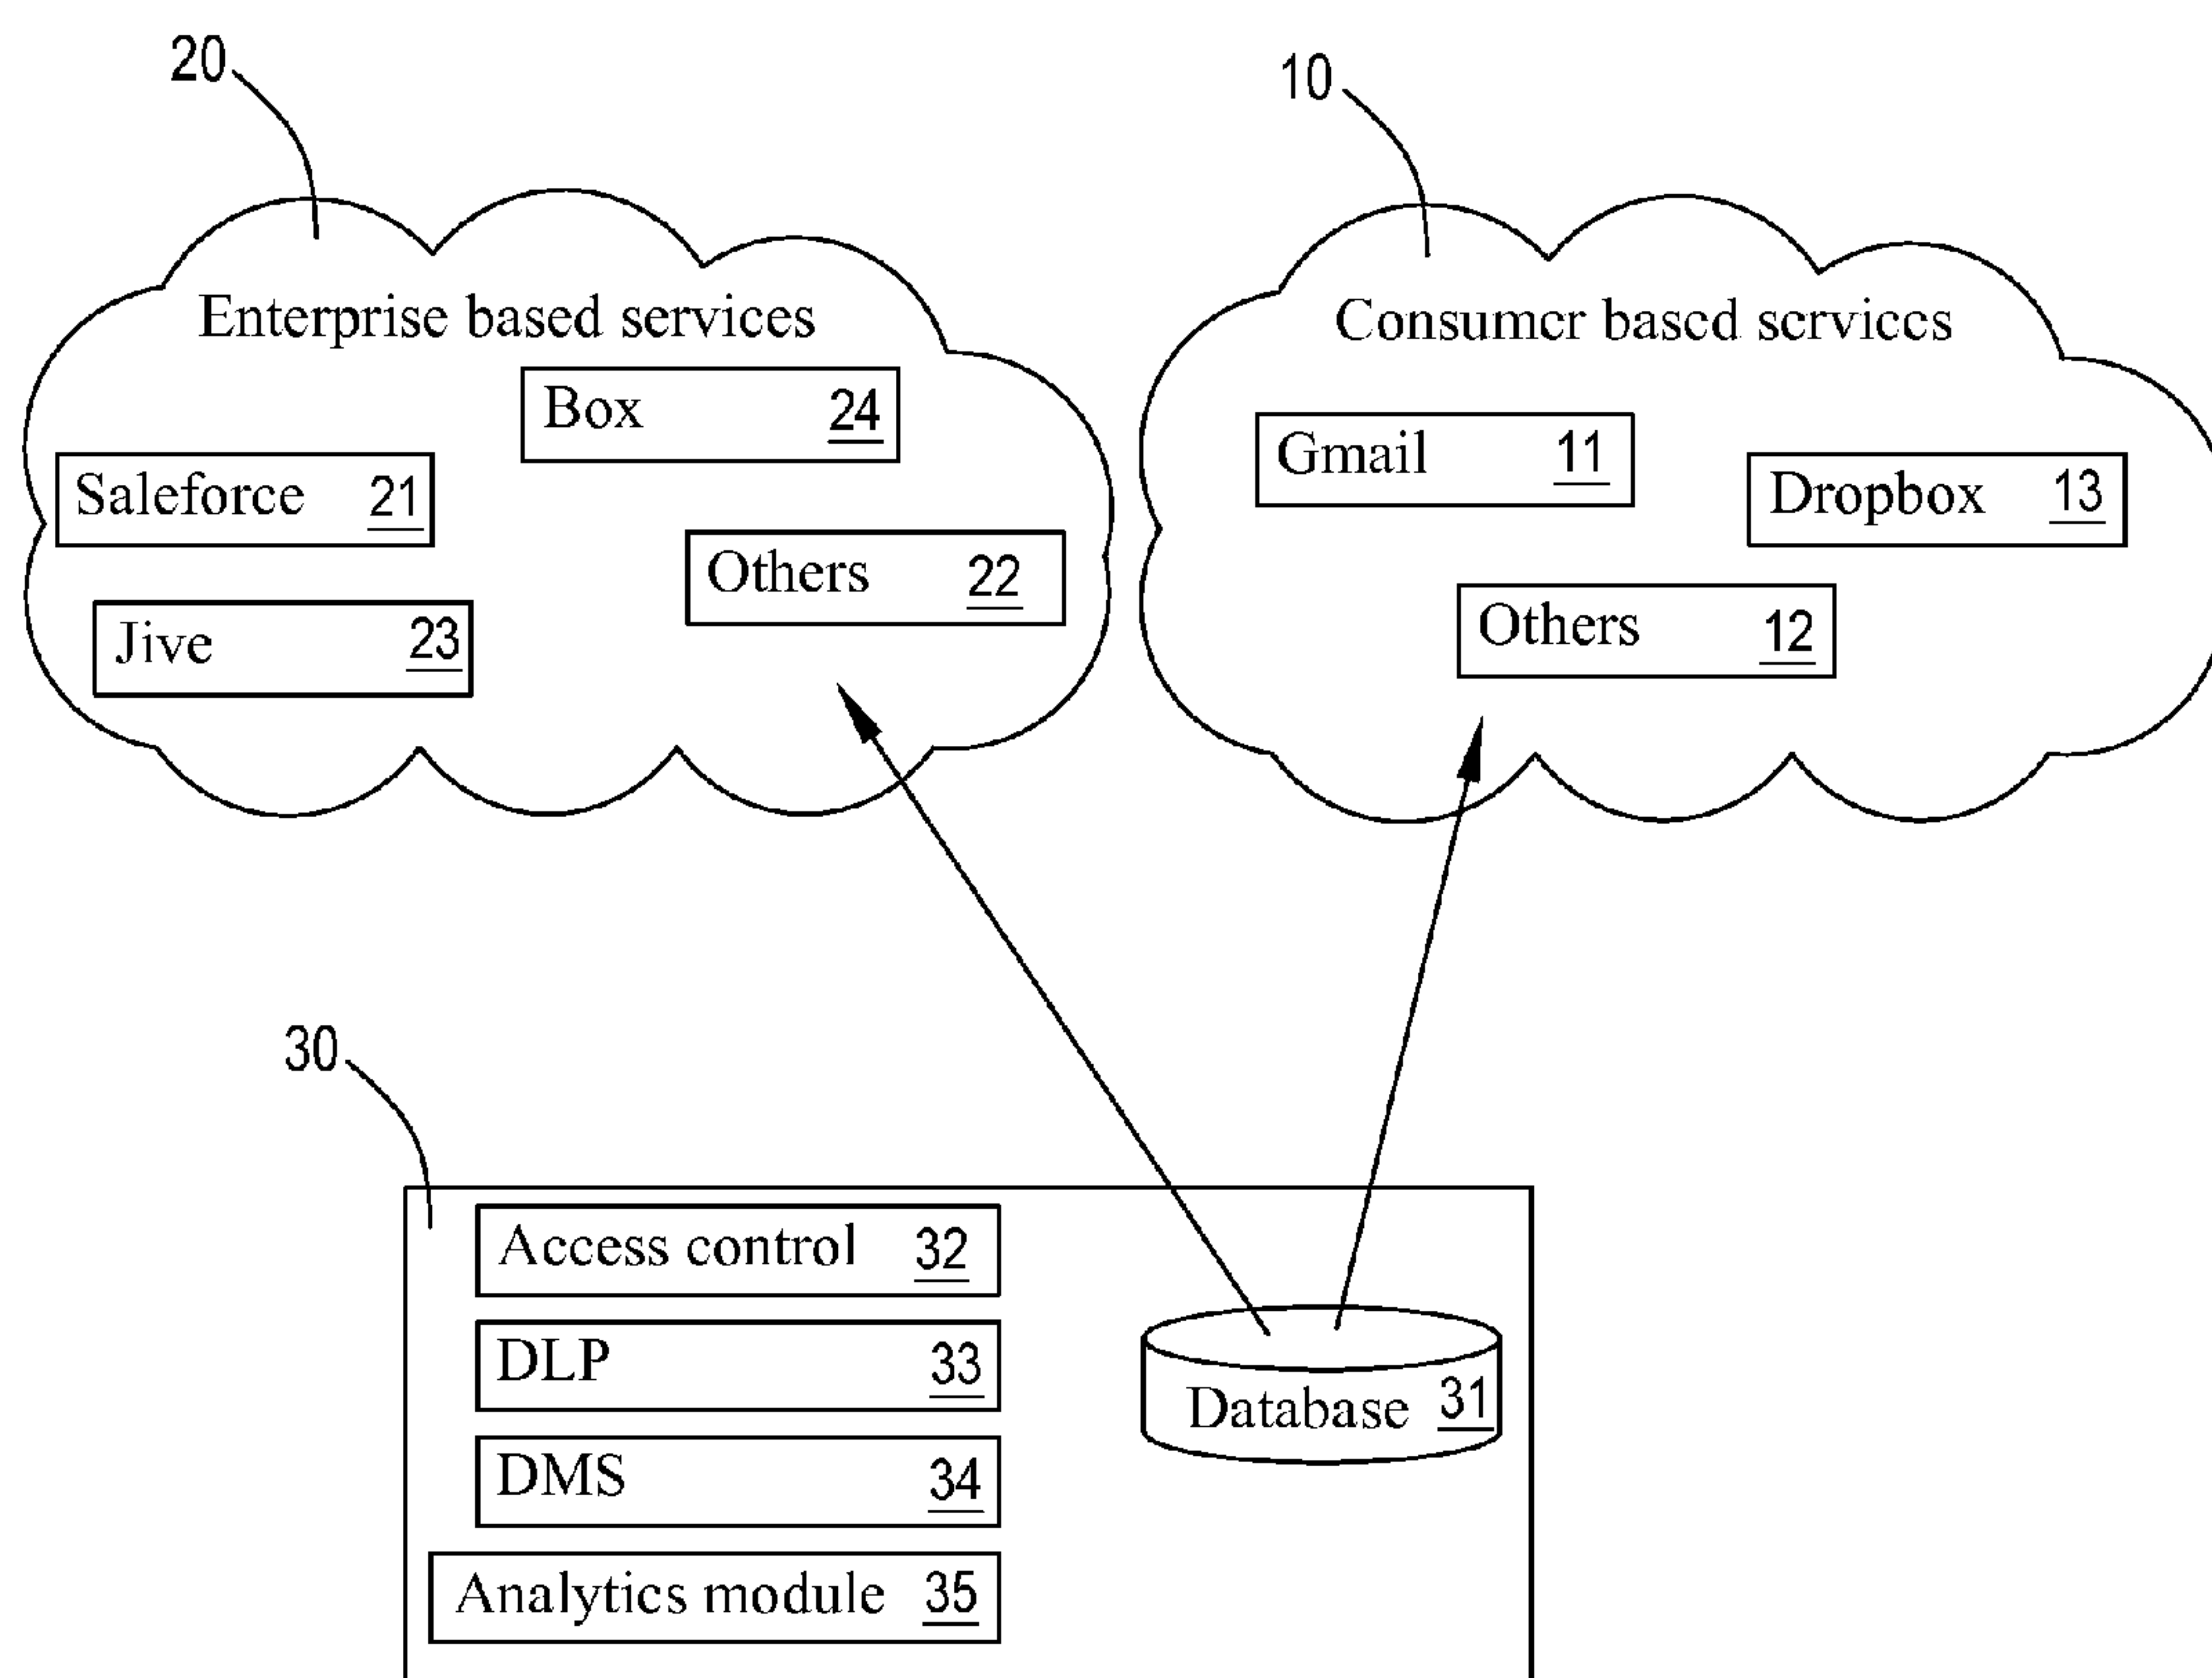 20
10
Enterprise based services
Consumer based services
Box 24
Gmail 11
Saleforce 21
Dropbox 13
Others 22
Others 12
Jive 23
30
Access control 32
DLP 33
Database 31
DMS 34
Analytics module 35